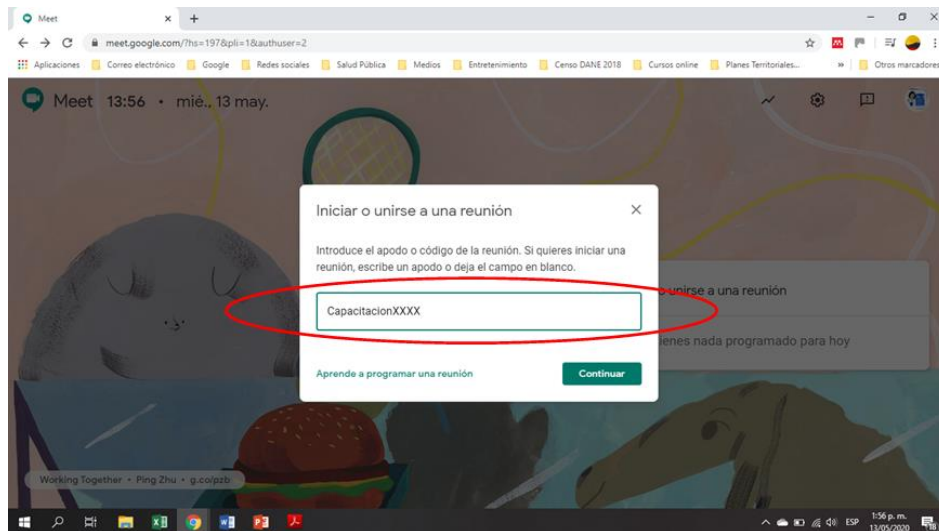 Meet
meet.google.com/?hs=197&pli=1&authuser=2
Aplicaciones Correo electrónico Google Redes sociales Salud Pública Medios Entretenimiento Censo DANE 2018 Cursos online Planes Territoriales... » Otros marcadores
Meet 13:56 • mié., 13 may.
Iniciar o unirse a una reunión
Introduce el apodo o código de la reunión. Si quieres iniciar una
reunión, escribe un apodo o deja el campo en blanco.
o unirse a una reunión
CapacitacionXXXX
ienes nada programado para hoy
Aprende a programar una reunión Continuar
Working Together • Ping Zhu • g.co/pzb
ESP 1:56 p. m.
13/05/2020